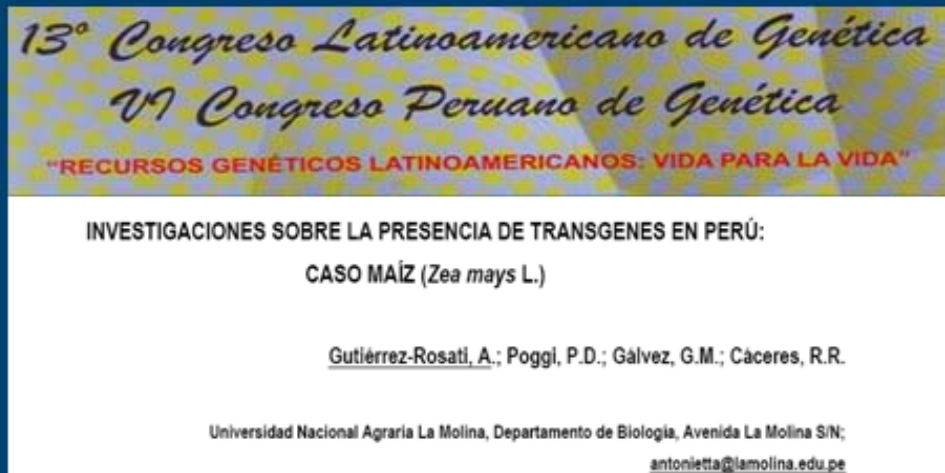 13° Congreso Latinoamericano de Genética
VI Congreso Peruano de Genética
"RECURSOS GENÉTICOS LATINOAMERICANOS: VIDA PARA LA VIDA"
INVESTIGACIONES SOBRE LA PRESENCIA DE TRANSGENES EN PERÚ:
CASO MAÍZ (Zea mays L.)
Gutiérrez-Rosati, A.; Poggi, P.D.; Gálvez, G.M.; Cáceres, R.R.
Universidad Nacional Agraria La Molina, Departamento de Biología, Avenida La Molina S/N;
antonietta@lamolina.edu.pe